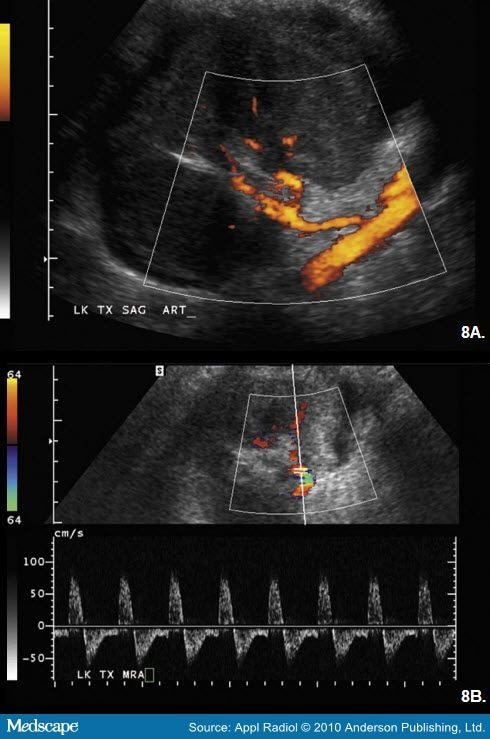 LK TX SAG ART_
8A.
S
64
64
cm/s
100
50
0
-50
LK TX MRA
8B.
Medscape
Source: Appl Radiol © 2010 Anderson Publishing, Ltd.